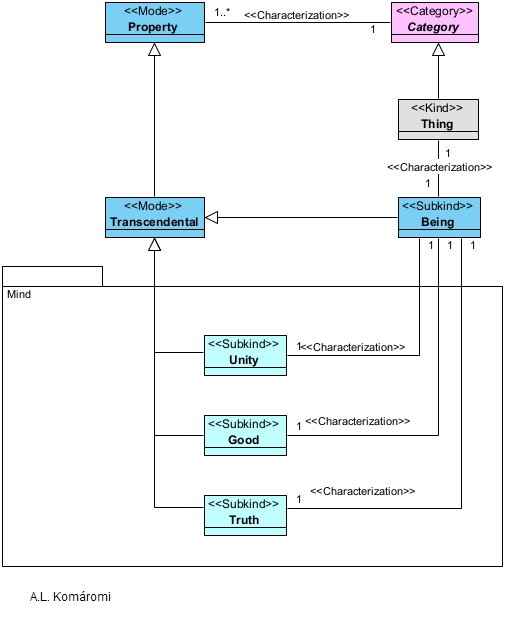 <<Mode>>
Property
1..*
<<Characterization>>
1
<<Category>>
Category
<<Kind>>
Thing
1
<<Characterization>>
1
<<Mode>>
Transcendental
<<Subkind>>
Being
1 1 1
Mind
<<Subkind>>
Unity
1
<<Characterization>>
<<Subkind>>
Good
1
<<Characterization>>
<<Subkind>>
Truth
1
<<Characterization>>
A.L. Komáromi